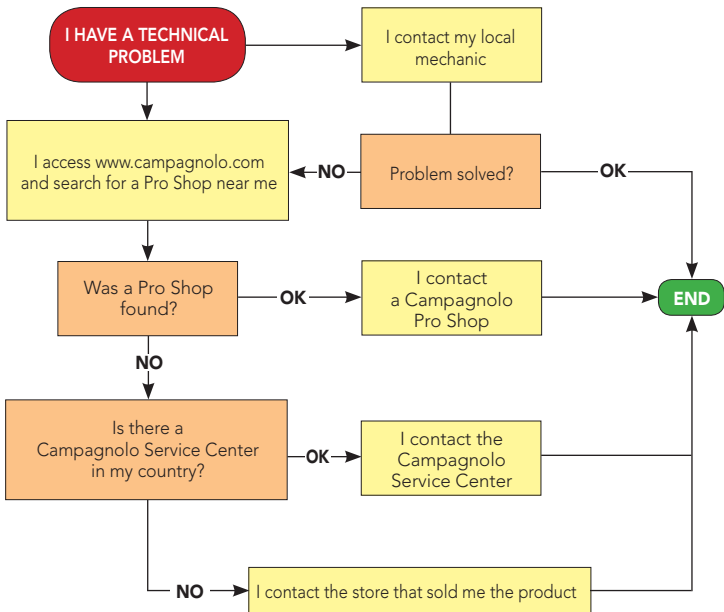 I HAVE A TECHNICAL
PROBLEM
I contact my local
mechanic
I access www.campagnolo.com
and search for a Pro Shop near me
NO
Problem solved?
OK
Was a Pro Shop
found?
OK
I contact
a Campagnolo
Pro Shop
END
NO
Is there a
Campagnolo Service Center
in my country?
OK
I contact the
Campagnolo
Service Center
NO
I contact the store that sold me the product